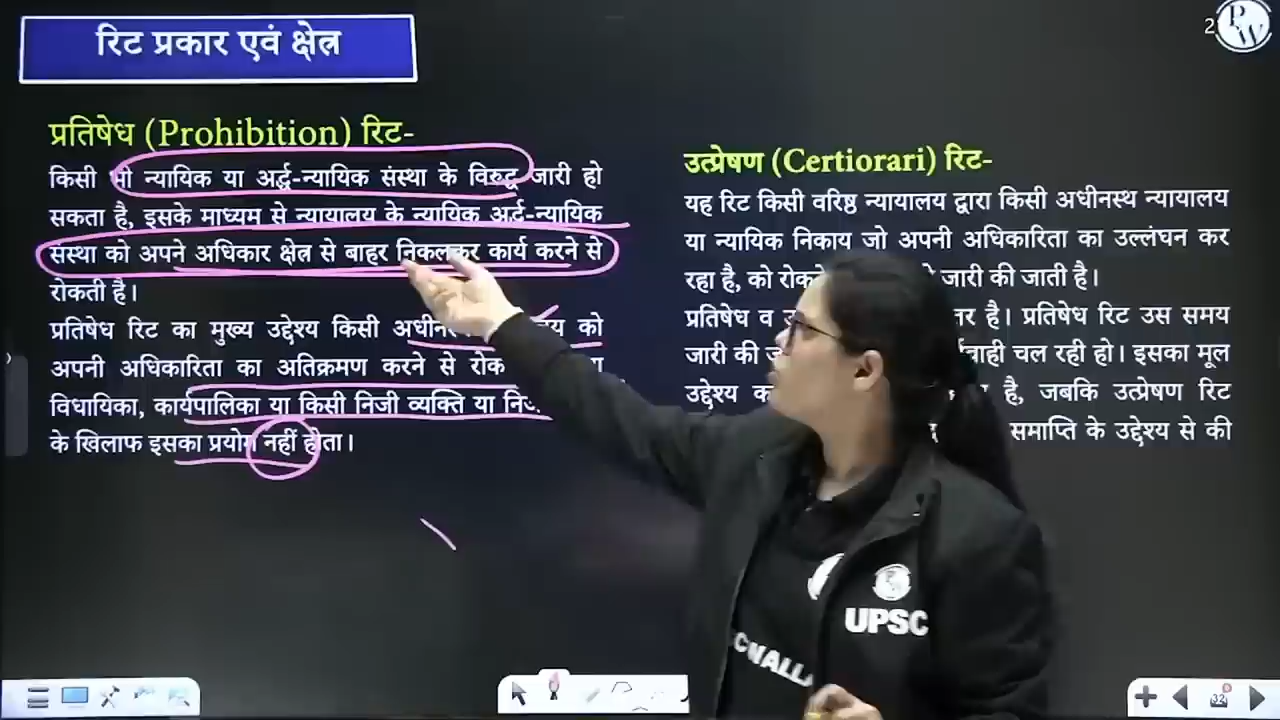 रिट प्रकार एवं क्षेत्र
2
PW
प्रतिषेध (Prohibition) रिट-
किसी भी न्यायिक या अर्द्ध-न्यायिक संस्था के विरुद्ध जारी हो
सकता है, इसके माध्यम से न्यायालय के न्यायिक अर्द्ध-न्यायिक
संस्था को अपने अधिकार क्षेत्र से बाहर निकलकर कार्य करने से
रोकती है।
प्रतिषेध रिट का मुख्य उद्देश्य किसी को
अपनी अधिकारिता का अतिक्रमण करने से रोक
विधायिका, कार्यपालिका या किसी निजी व्यक्ति या
के खिलाफ इसका प्रयोग नहीं होता।
उत्प्रेषण (Certiorari) रिट-
यह रिट किसी वरिष्ठ न्यायालय द्वारा किसी अधीनस्थ न्यायालय
या न्यायिक निकाय जो अपनी अधिकारिता का उल्लंघन कर
रहा है, को जारी की जाती है।
प्रतिषेध व है। प्रतिषेध रिट उस समय
जारी की चल रही हो। इसका मूल
उद्देश्य है, जबकि उत्प्रेषण रिट
समाप्ति के उद्देश्य से की
UPSC
32